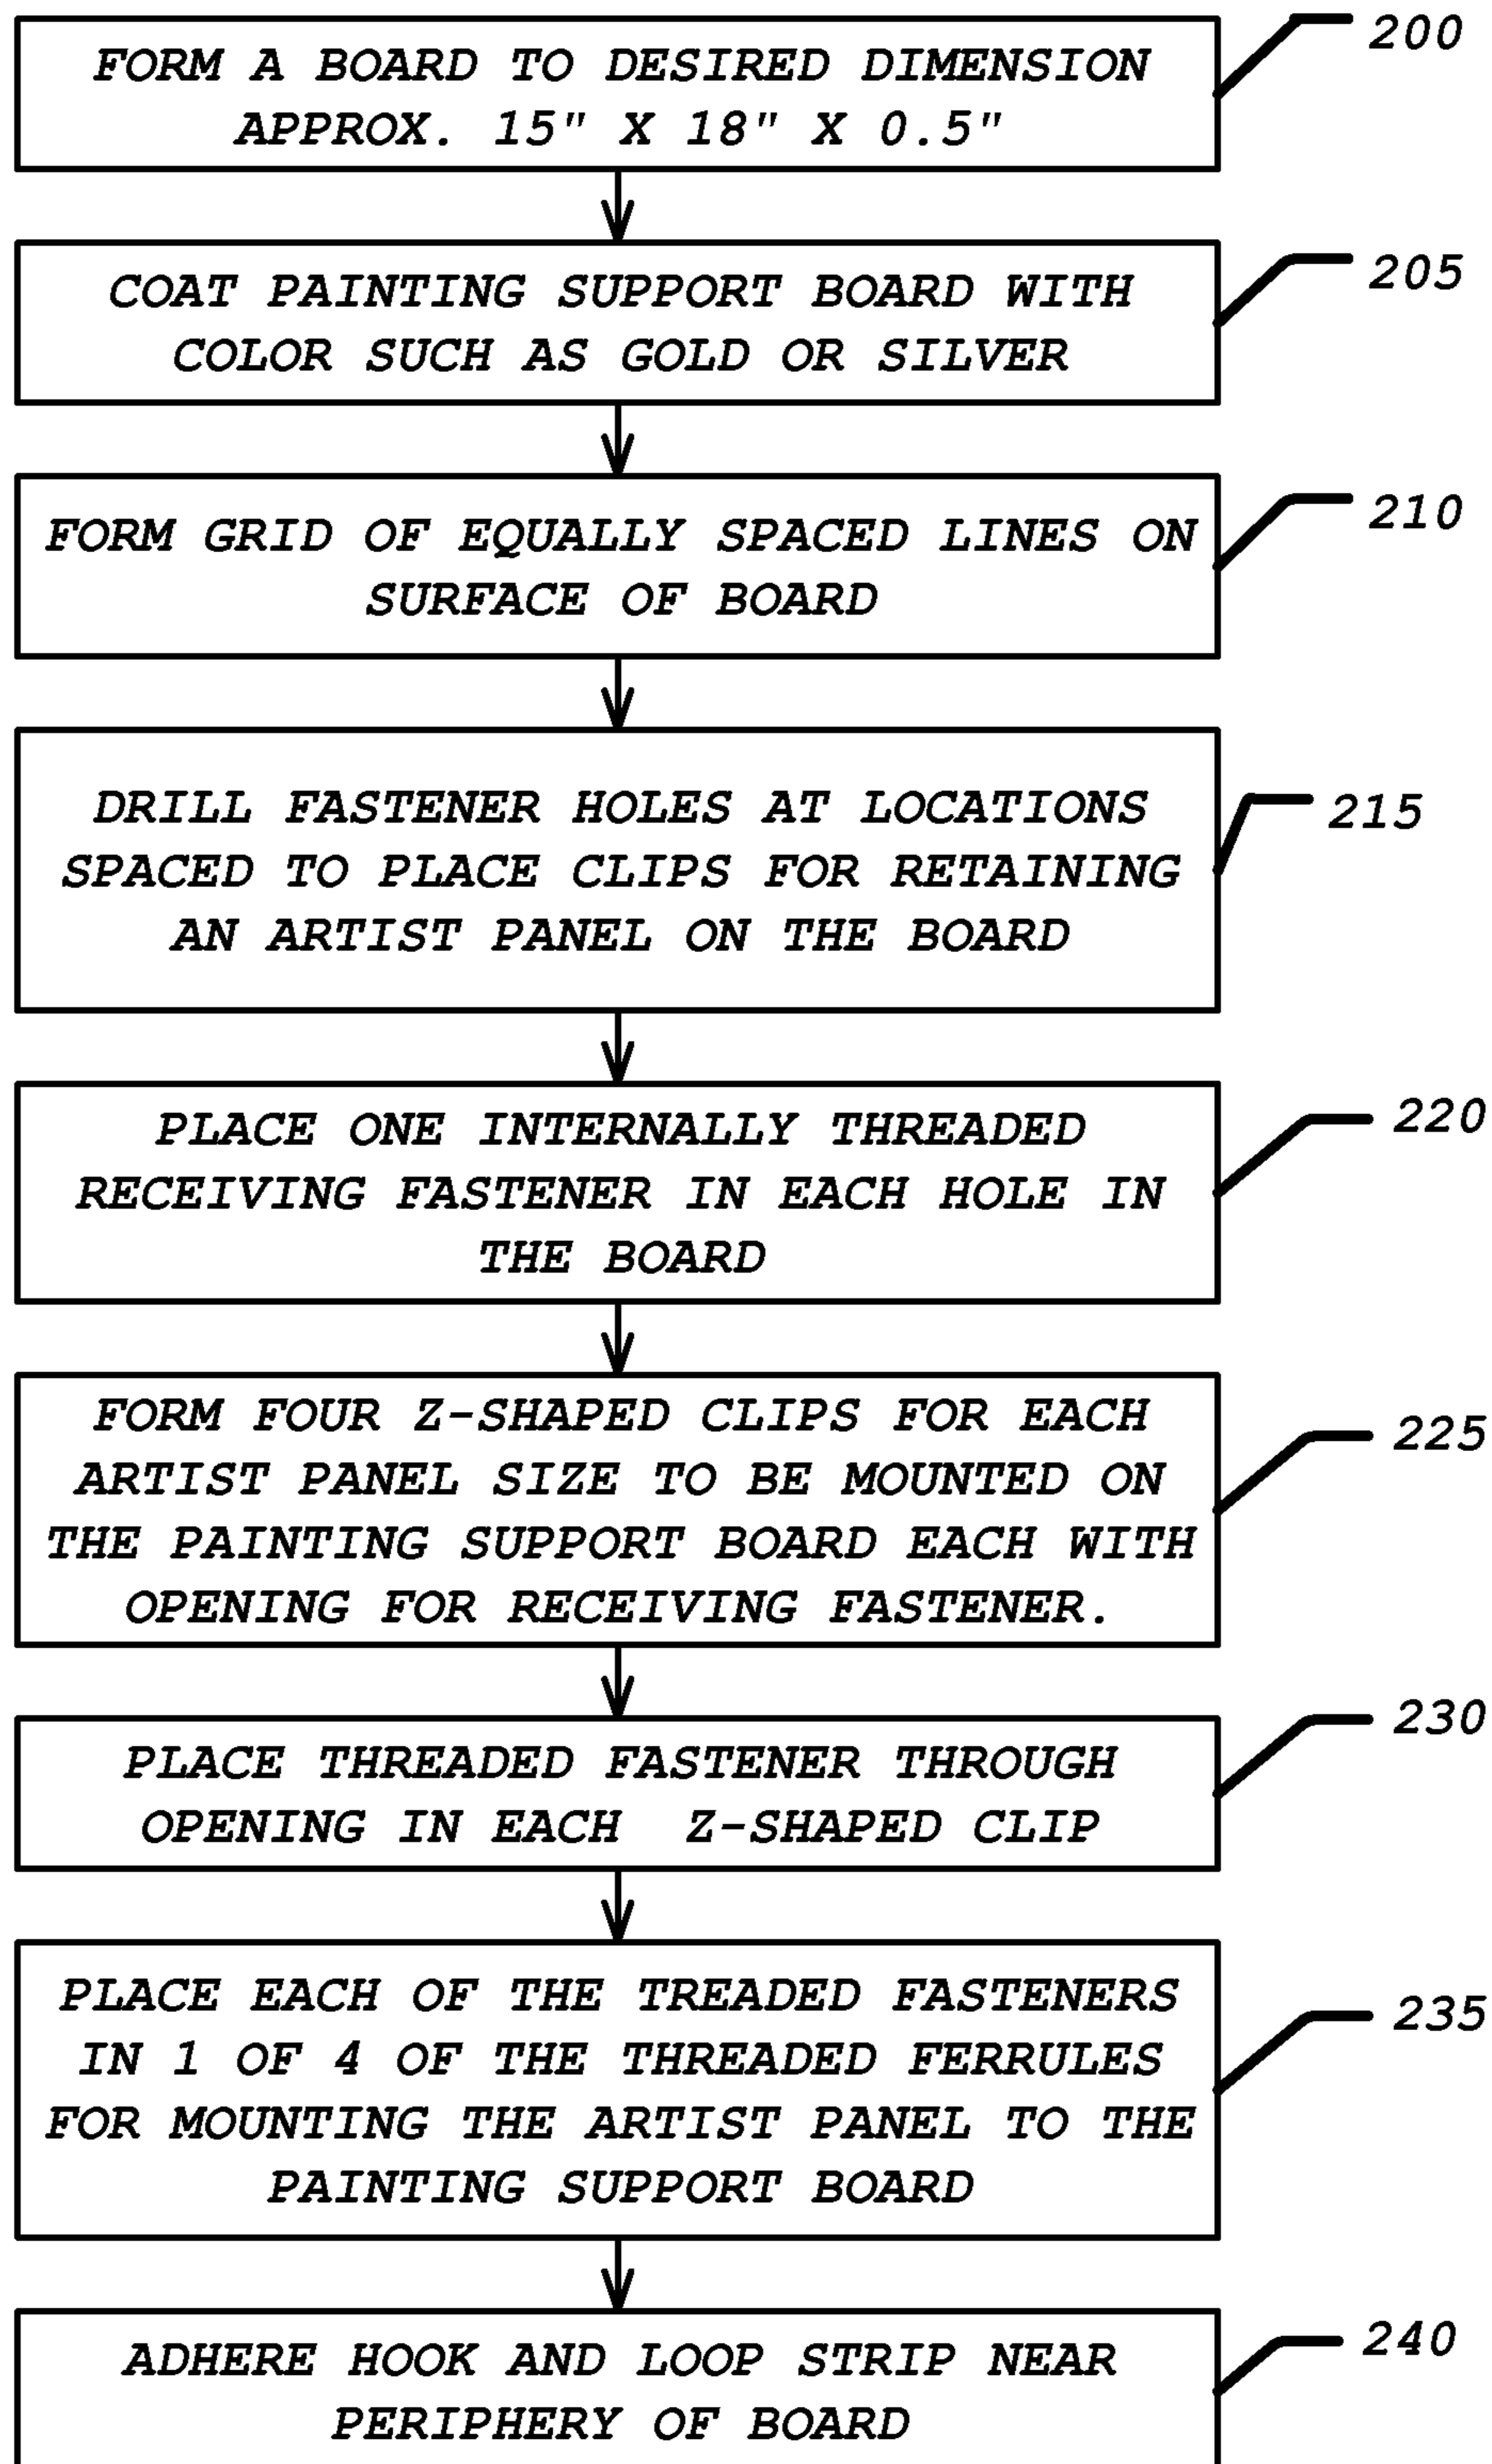 FORM A BOARD TO DESIRED DIMENSION
APPROX. 15" X 18" X 0.5"
200
COAT PAINTING SUPPORT BOARD WITH
COLOR SUCH AS GOLD OR SILVER
205
FORM GRID OF EQUALLY SPACED LINES ON
SURFACE OF BOARD
210
DRILL FASTENER HOLES AT LOCATIONS
SPACED TO PLACE CLIPS FOR RETAINING
AN ARTIST PANEL ON THE BOARD
215
PLACE ONE INTERNALLY THREADED
RECEIVING FASTENER IN EACH HOLE IN
THE BOARD
220
FORM FOUR Z-SHAPED CLIPS FOR EACH
ARTIST PANEL SIZE TO BE MOUNTED ON
THE PAINTING SUPPORT BOARD EACH WITH
OPENING FOR RECEIVING FASTENER.
225
PLACE THREADED FASTENER THROUGH
OPENING IN EACH  Z-SHAPED CLIP
230
PLACE EACH OF THE TREADED FASTENERS
IN 1 OF 4 OF THE THREADED FERRULES
FOR MOUNTING THE ARTIST PANEL TO THE
PAINTING SUPPORT BOARD
235
ADHERE HOOK AND LOOP STRIP NEAR
PERIPHERY OF BOARD
240